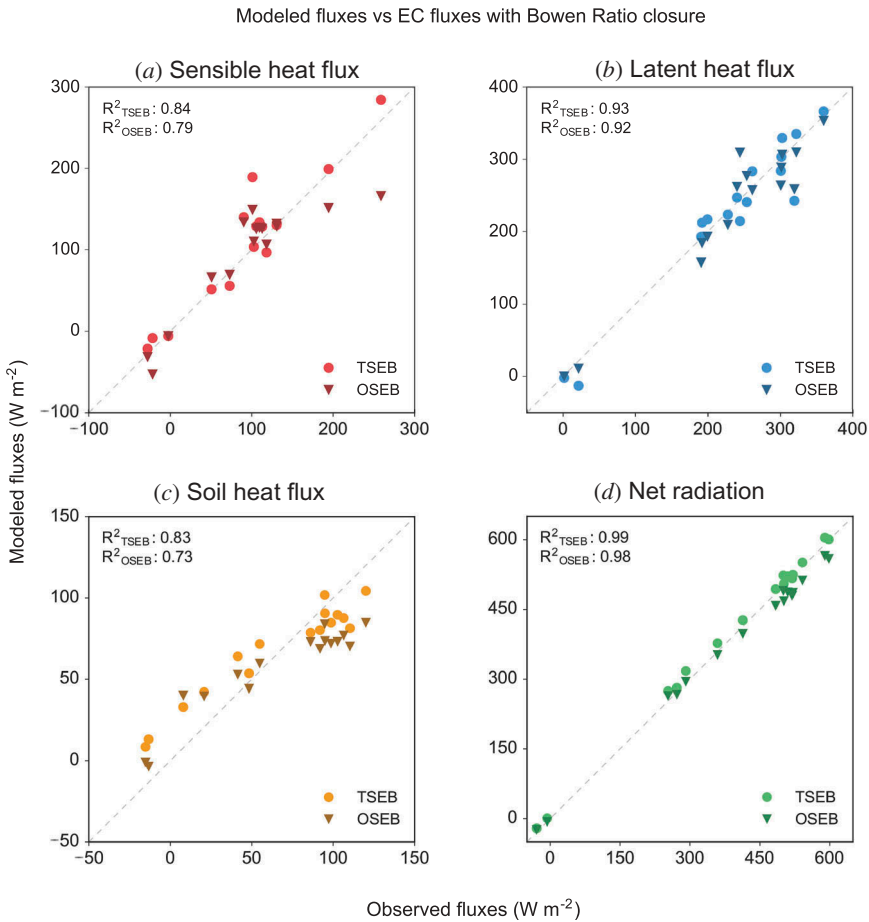 Modeled fluxes vs EC fluxes with Bowen Ratio closure
(a) Sensible heat flux
R²TSEB: 0.84
R²OSEB: 0.79
300
200
100
0
−100
−100 0 100 200 300
TSEB
OSEB
(b) Latent heat flux
R²TSEB: 0.93
R²OSEB: 0.92
400
300
200
100
0
0 100 200 300 400
TSEB
OSEB
(c) Soil heat flux
R²TSEB: 0.83
R²OSEB: 0.73
150
100
50
0
−50
−50 0 50 100 150
TSEB
OSEB
(d) Net radiation
R²TSEB: 0.99
R²OSEB: 0.98
600
450
300
150
0
0 150 300 450 600
TSEB
OSEB
Modeled fluxes (W m-2)
Observed fluxes (W m-2)